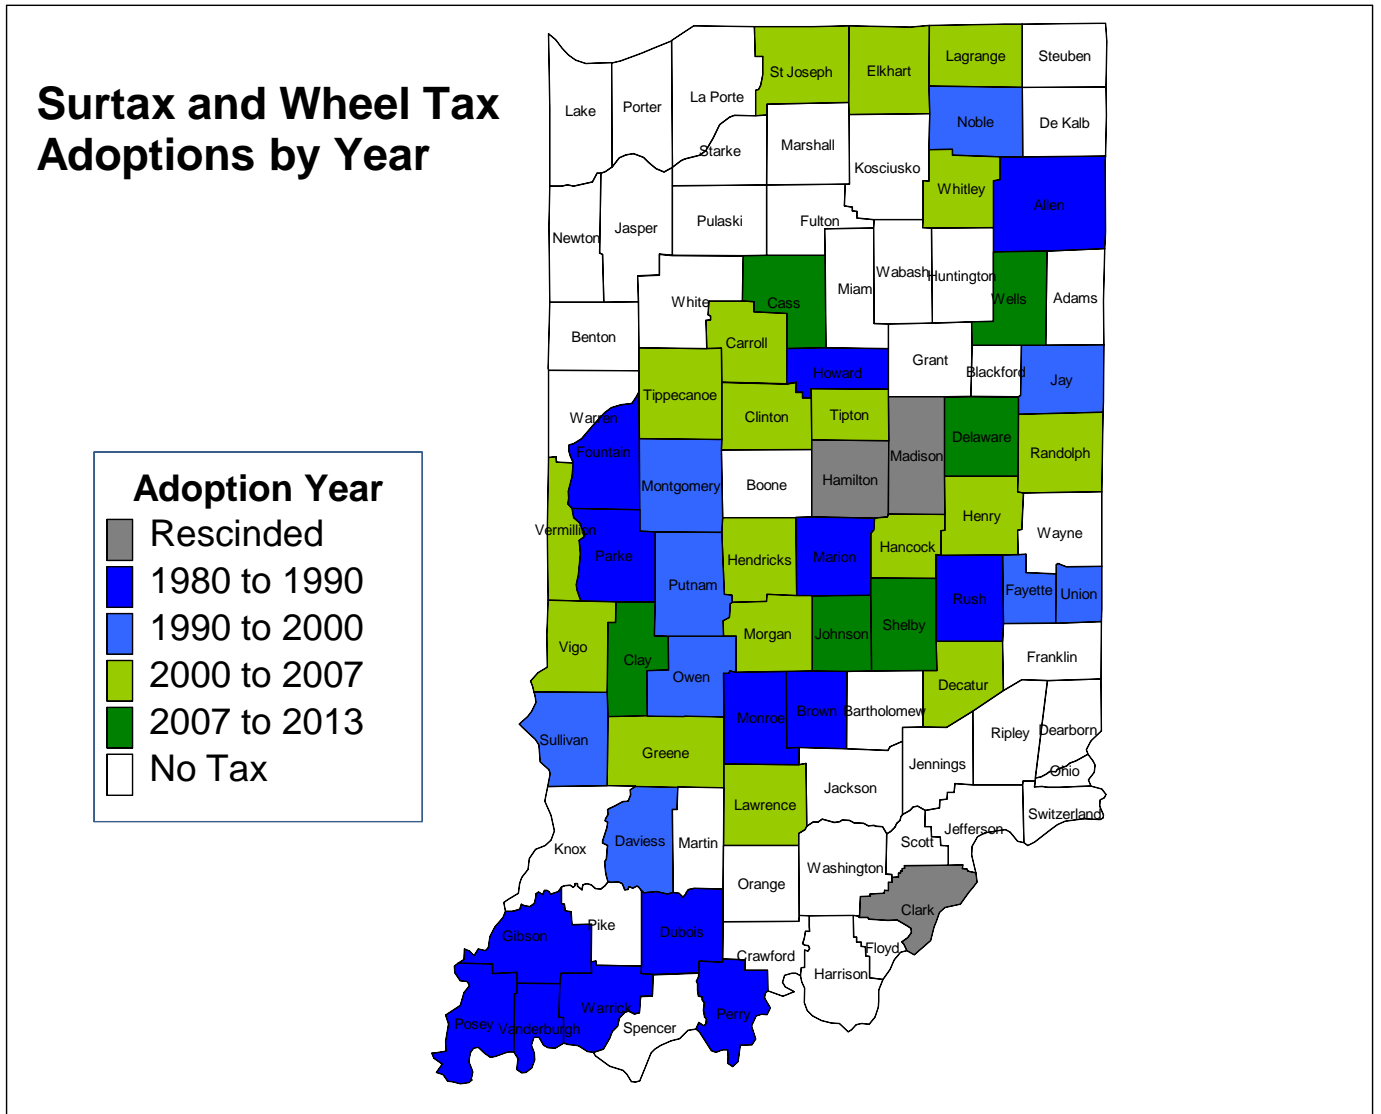 Surtax and Wheel Tax
Adoptions by Year
Adoption Year
Rescinded
1980 to 1990
1990 to 2000
2000 to 2007
2007 to 2013
No Tax
St Joseph
Elkhart
Lagrange
Steuben
Lake
Porter
La Porte
Noble
De Kalb
Starke
Marshall
Kosciusko
Whitley
Allen
Newton
Jasper
Pulaski
Fulton
White
Cass
Miam
Wabash
Huntington
Wells
Adams
Benton
Carroll
Howard
Grant
Blackford
Jay
Warren
Tippecanoe
Clinton
Tipton
Madison
Delaware
Randolph
Fountain
Montgomery
Boone
Hamilton
Henry
Wayne
Vermillion
Parke
Putnam
Hendricks
Marion
Hancock
Rush
Fayette
Union
Vigo
Clay
Owen
Morgan
Johnson
Shelby
Decatur
Franklin
Sullivan
Greene
Monroe
Brown
Bartholomew
Jennings
Ripley
Dearborn
Ohio
Switzerland
Jefferson
Knox
Daviess
Martin
Lawrence
Jackson
Scott
Washington
Orange
Clark
Gibson
Pike
Dubois
Crawford
Floyd
Harrison
Posey
Vanderburgh
Warrick
Spencer
Perry